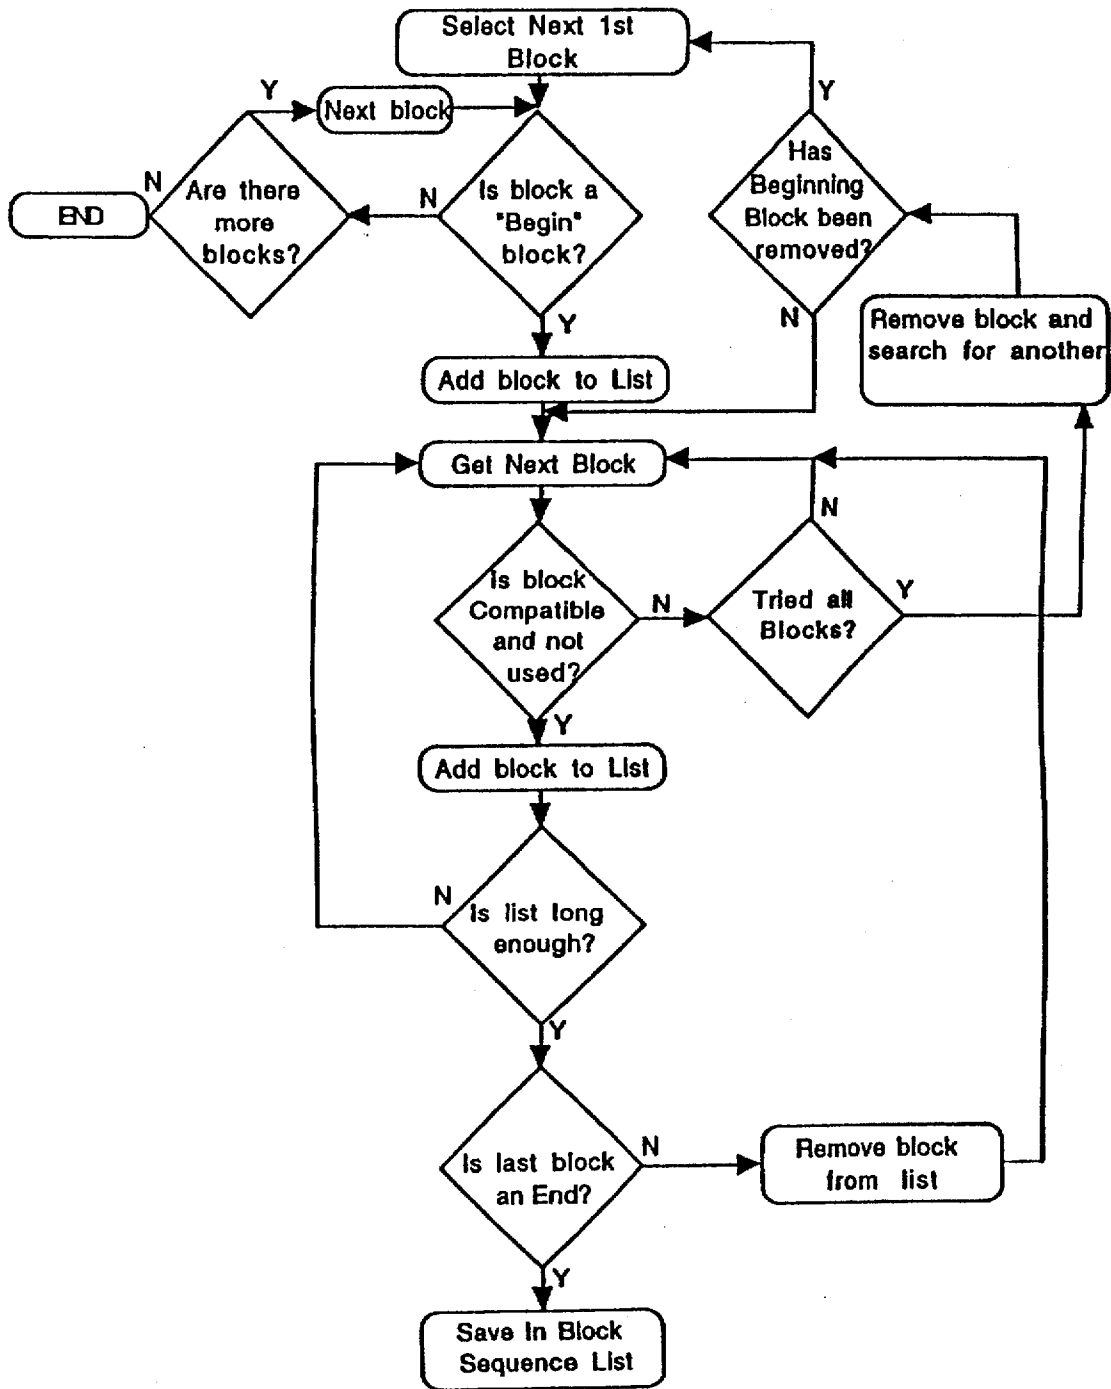 Select Next 1st
Block
Y
Next block
Y
Has
Beginning
Block been
removed?
N
Are there
more
blocks?
N
Is block a
"Begin"
block?
END
N
Remove block and
search for another
Y
Add block to List
Get Next Block
N
Is block
Compatible
and not
used?
N
Tried all
Blocks?
Y
Y
Add block to List
N
Is list long
enough?
Y
Is last block
an End?
N
Remove block
from list
Y
Save In Block
Sequence List